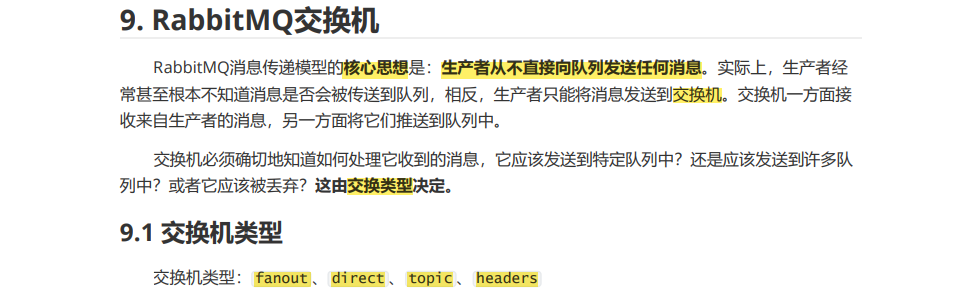 9. RabbitMQ交换机
RabbitMQ消息传递模型的核心思想是：生产者从不直接向队列发送任何消息。实际上，生产者经
常甚至根本不知道消息是否会被传送到队列，相反，生产者只能将消息发送到交换机。交换机一方面接
收来自生产者的消息，另一方面将它们推送到队列中。
交换机必须确切地知道如何处理它收到的消息，它应该发送到特定队列中？还是应该发送到许多队
列中？或者它应该被丢弃？这由交换类型决定。
9.1 交换机类型
交换机类型：fanout、direct、topic、headers